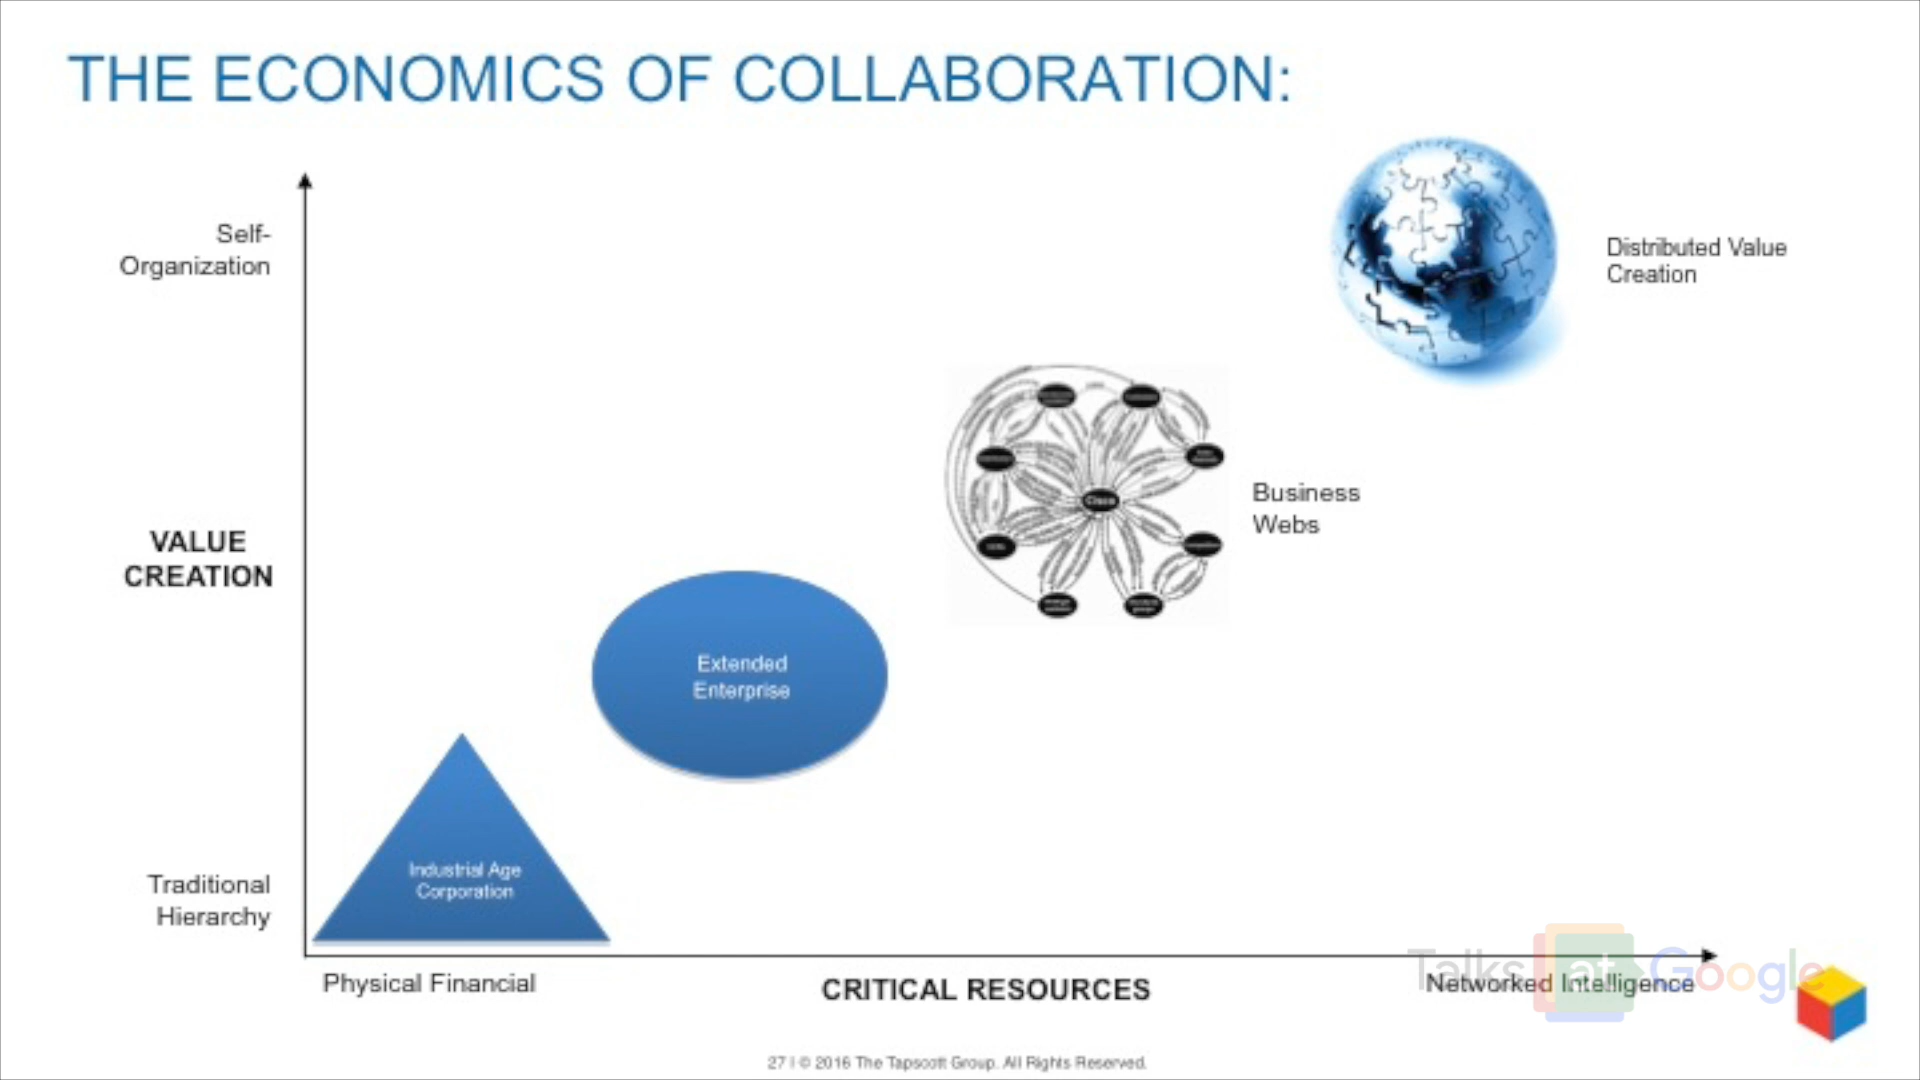 THE ECONOMICS OF COLLABORATION:
Self-
Organization
Distributed Value
Creation
Cisco
Business
Webs
VALUE
CREATION
Extended
Enterprise
Industrial Age
Corporation
Traditional
Hierarchy
Physical Financial
CRITICAL RESOURCES
Networked Intelligence
Talks at Google
27 | © 2016 The Tapscott Group. All Rights Reserved.